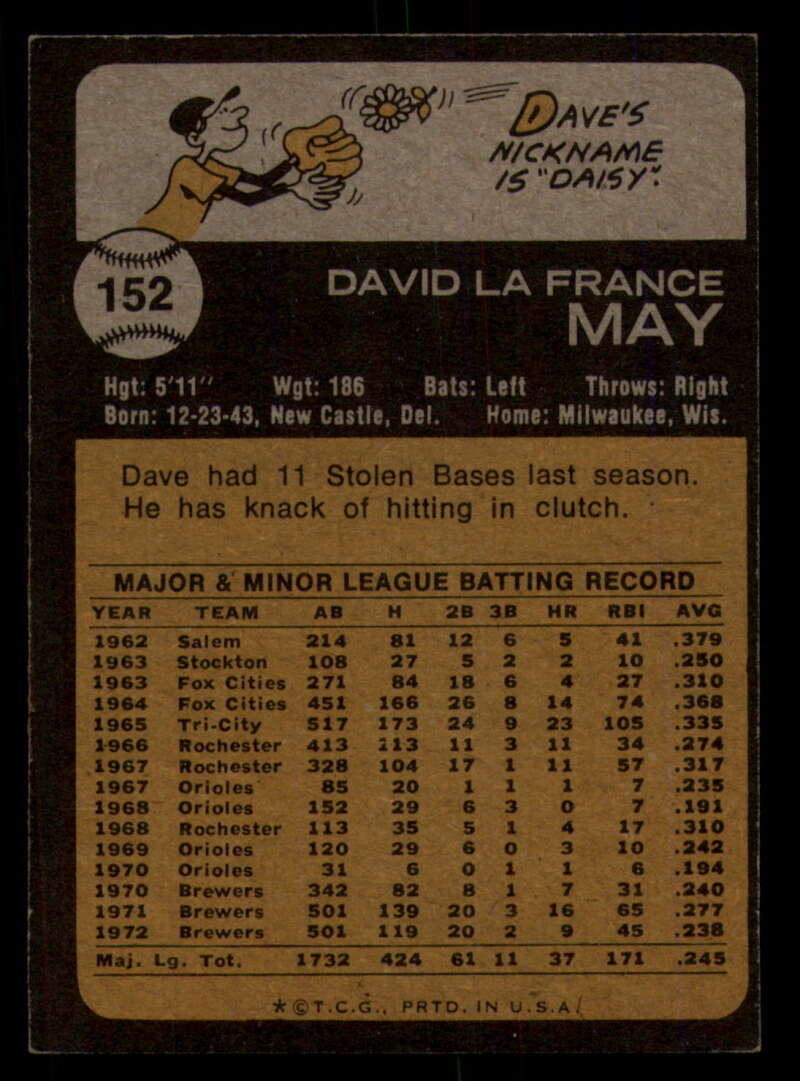 DAVE'S
NICKNAME
IS "DAISY".
152
DAVID LA FRANCE
MAY
Hgt: 5'11" Wgt: 186 Bats: Left Throws: Right
Born: 12-23-43, New Castle, Del. Home: Milwaukee, Wis.
Dave had 11 Stolen Bases last season.
He has knack of hitting in clutch.
MAJOR & MINOR LEAGUE BATTING RECORD
YEAR TEAM AB H 2B 3B HR RBI AVG
1962 Salem 214 81 12 6 5 41 .379
1963 Stockton 108 27 5 2 2 10 .250
1963 Fox Cities 271 84 18 6 4 27 .310
1964 Fox Cities 451 166 26 8 14 74 .368
1965 Tri-City 517 173 24 9 23 105 .335
1966 Rochester 413 113 11 3 11 34 .274
1967 Rochester 328 104 17 1 11 57 .317
1967 Orioles 85 20 1 1 1 7 .235
1968 Orioles 152 29 6 3 0 7 .191
1968 Rochester 113 35 5 1 4 17 .310
1969 Orioles 120 29 6 0 3 10 .242
1970 Orioles 31 6 0 1 1 6 .194
1970 Brewers 342 82 8 1 7 31 .240
1971 Brewers 501 139 20 3 16 65 .277
1972 Brewers 501 119 20 2 9 45 .238
Maj. Lg. Tot. 1732 424 61 11 37 171 .245
*©T.C.G., PRTD. IN U.S.A.